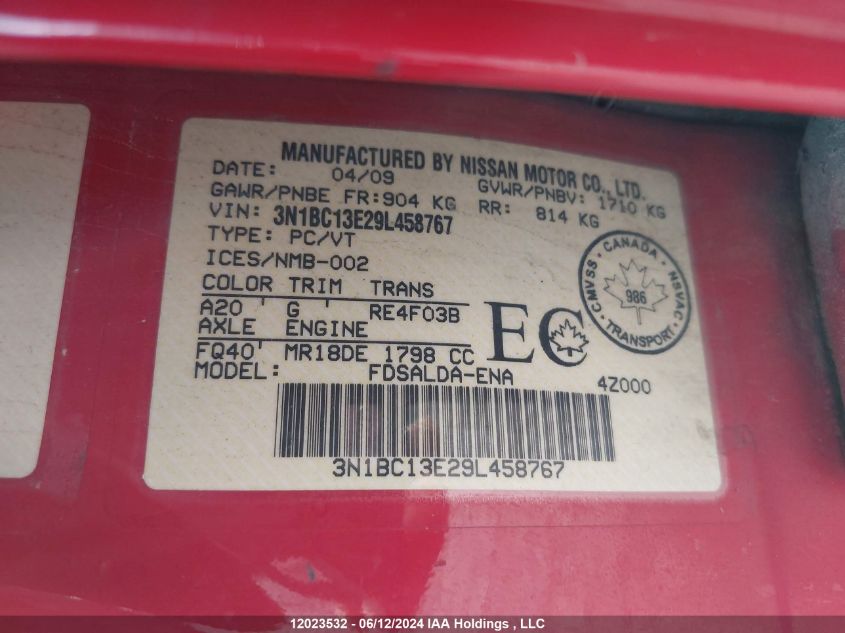 MANUFACTURED BY NISSAN MOTOR CO., LTD.
DATE: 04/09 GVWR/PNBV: 1710 KG
GAWR/PNBE FR: 904 KG RR: 814 KG
VIN: 3N1BC13E29L458767
TYPE: PC/VT
ICES/NMB-002
COLOR TRIM TRANS
A20 ' G ' RE4F03B
AXLE ENGINE
FQ40' MR18DE 1798 CC
MODEL: FDSALDA-ENA 4Z000
EC
CANADA
CMVSS NSVAC
986
TRANSPORT
3N1BC13E29L458767
12023532 - 06/12/2024 IAA Holdings , LLC